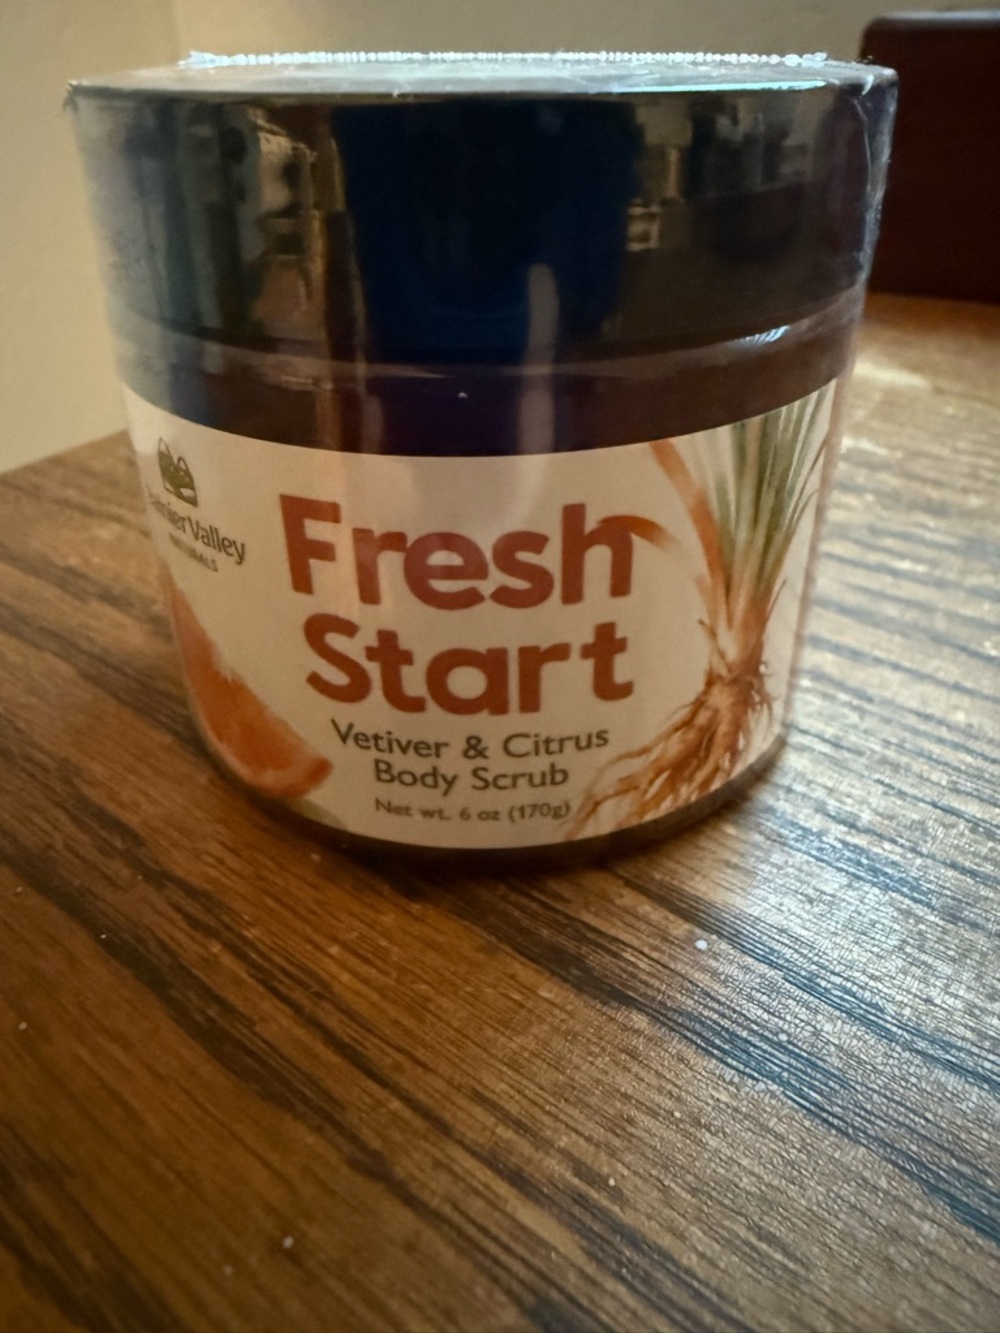 Valley
NATURALS
Fresh
Start
Vetiver & Citrus
Body Scrub
Net wt. 6 oz (170g)